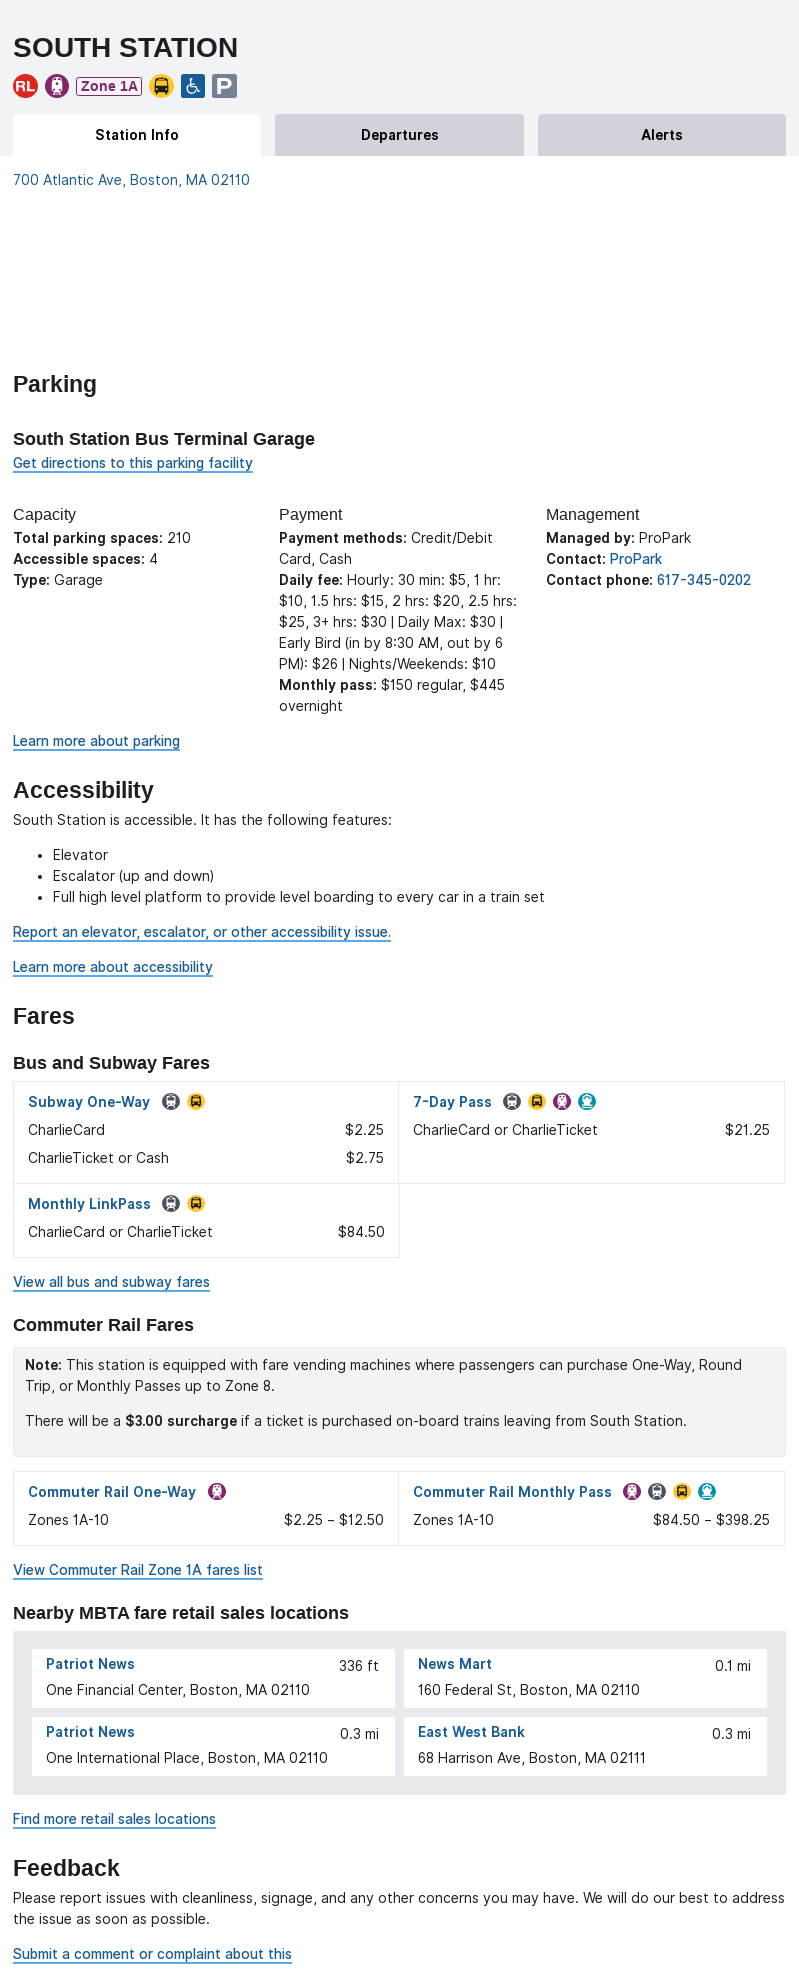 SOUTH STATION
RL Zone 1A P
Station Info
Departures
Alerts
700 Atlantic Ave, Boston, MA 02110
Parking
South Station Bus Terminal Garage
Get directions to this parking facility
Capacity
Total parking spaces: 210
Accessible spaces: 4
Type: Garage
Payment
Payment methods: Credit/Debit
Card, Cash
Daily fee: Hourly: 30 min: $5, 1 hr:
$10, 1.5 hrs: $15, 2 hrs: $20, 2.5 hrs:
$25, 3+ hrs: $30 | Daily Max: $30 |
Early Bird (in by 8:30 AM, out by 6
PM): $26 | Nights/Weekends: $10
Monthly pass: $150 regular, $445
overnight
Management
Managed by: ProPark
Contact: ProPark
Contact phone: 617-345-0202
Learn more about parking
Accessibility
South Station is accessible. It has the following features:
• Elevator
• Escalator (up and down)
• Full high level platform to provide level boarding to every car in a train set
Report an elevator, escalator, or other accessibility issue.
Learn more about accessibility
Fares
Bus and Subway Fares
Subway One-Way
CharlieCard $2.25
CharlieTicket or Cash $2.75
7-Day Pass
CharlieCard or CharlieTicket $21.25
Monthly LinkPass
CharlieCard or CharlieTicket $84.50
View all bus and subway fares
Commuter Rail Fares
Note: This station is equipped with fare vending machines where passengers can purchase One-Way, Round
Trip, or Monthly Passes up to Zone 8.
There will be a $3.00 surcharge if a ticket is purchased on-board trains leaving from South Station.
Commuter Rail One-Way
Zones 1A-10 $2.25 – $12.50
Commuter Rail Monthly Pass
Zones 1A-10 $84.50 – $398.25
View Commuter Rail Zone 1A fares list
Nearby MBTA fare retail sales locations
Patriot News 336 ft
One Financial Center, Boston, MA 02110
News Mart 0.1 mi
160 Federal St, Boston, MA 02110
Patriot News 0.3 mi
One International Place, Boston, MA 02110
East West Bank 0.3 mi
68 Harrison Ave, Boston, MA 02111
Find more retail sales locations
Feedback
Please report issues with cleanliness, signage, and any other concerns you may have. We will do our best to address
the issue as soon as possible.
Submit a comment or complaint about this